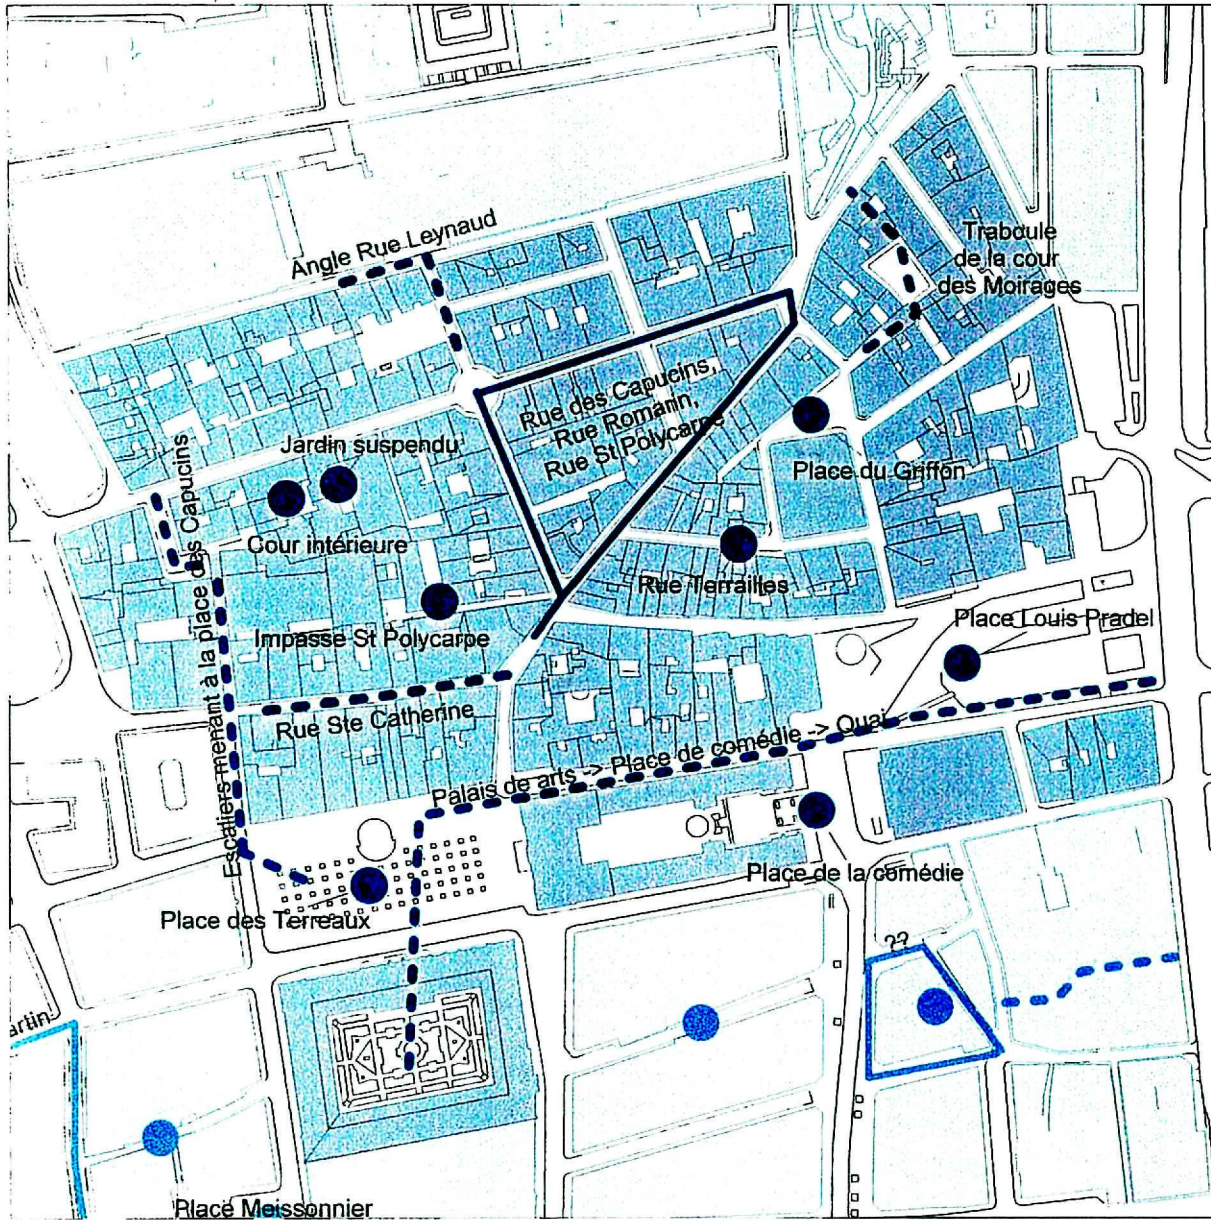 Angle Rue Leynaud
Traboule
de la cour
des Moirages
Rue des Capucins,
Rue Romarin,
Rue St Polycarpe
Jardin suspendu
Place du Griffon
Cour intérieure
Escaliers menant à la place des Capucins
Rue Terrailles
Impasse St Polycarpe
Place Louis Pradel
Rue Ste Catherine
Palais de arts -> Place de comédie -> Quai
Place de la comédie
Place des Terreaux
??
artin
Place Meissonnier